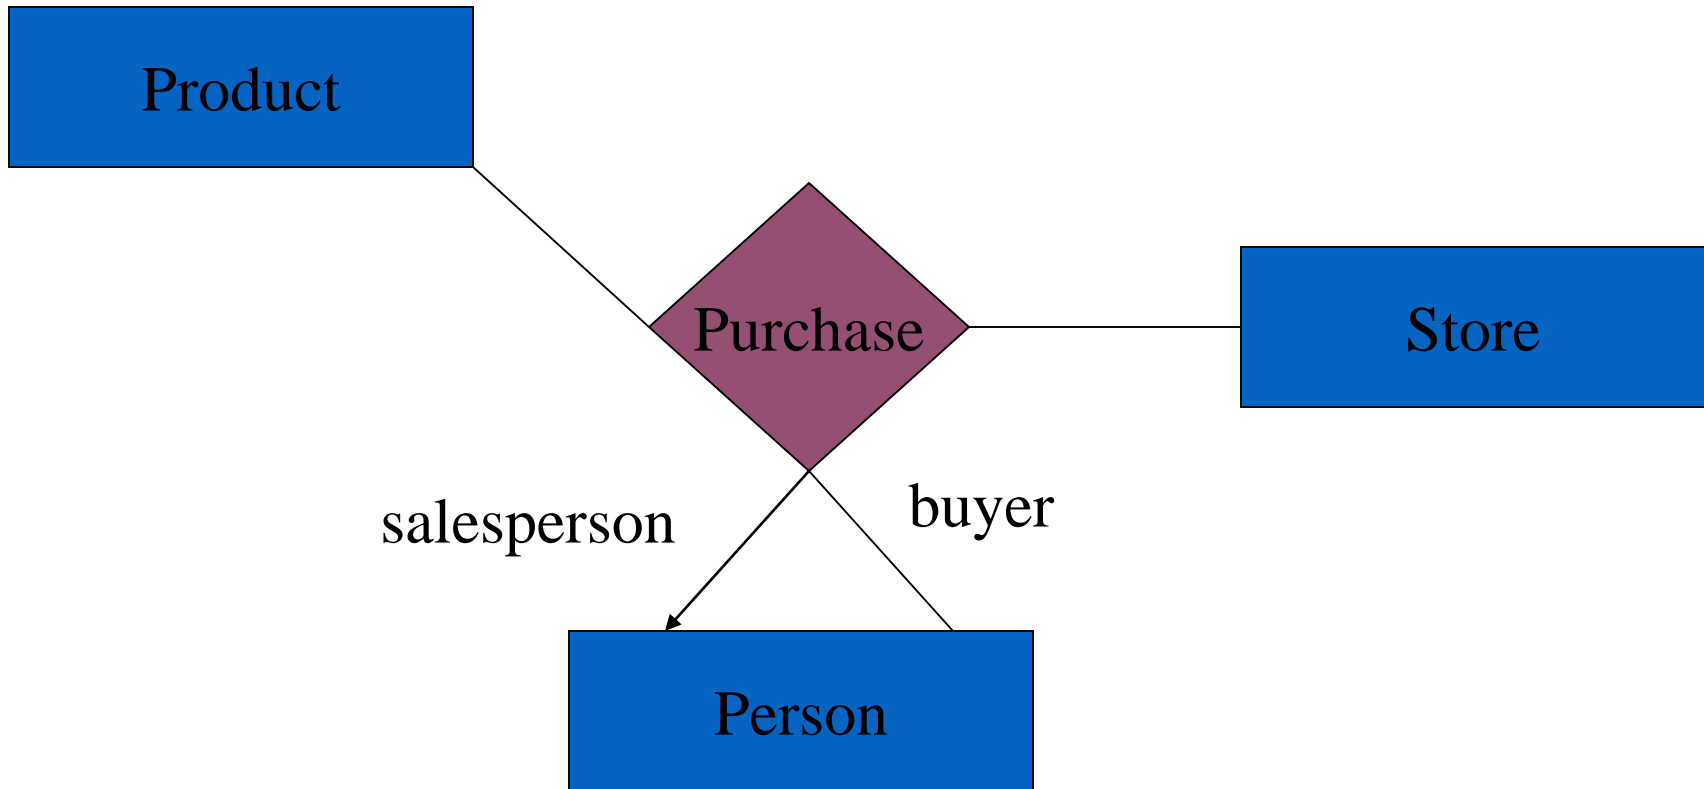 Product
Purchase
Store
salesperson
buyer
Person